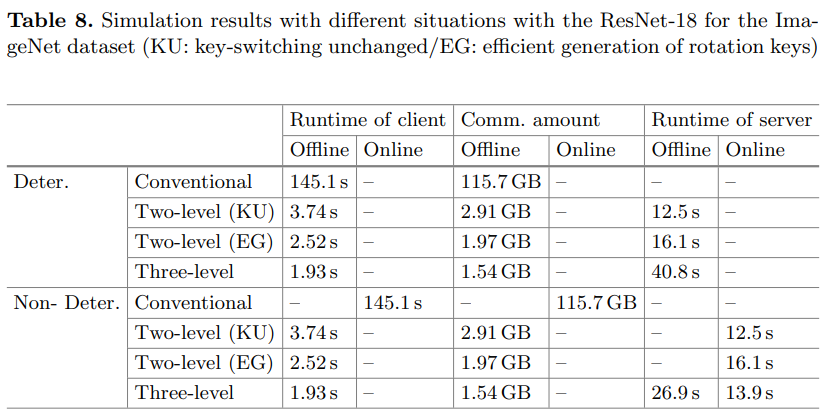 Table 8. Simulation results with different situations with the ResNet-18 for the Ima-
geNet dataset (KU: key-switching unchanged/EG: efficient generation of rotation keys)
Runtime of client Comm. amount Runtime of server
Offline Online Offline Online Offline Online
Deter. Conventional 145.1 s – 115.7 GB – – –
Two-level (KU) 3.74 s – 2.91 GB – 12.5 s –
Two-level (EG) 2.52 s – 1.97 GB – 16.1 s –
Three-level 1.93 s – 1.54 GB – 40.8 s –
Non- Deter. Conventional – 145.1 s – 115.7 GB – –
Two-level (KU) 3.74 s – 2.91 GB – – 12.5 s
Two-level (EG) 2.52 s – 1.97 GB – – 16.1 s
Three-level 1.93 s – 1.54 GB – 26.9 s 13.9 s